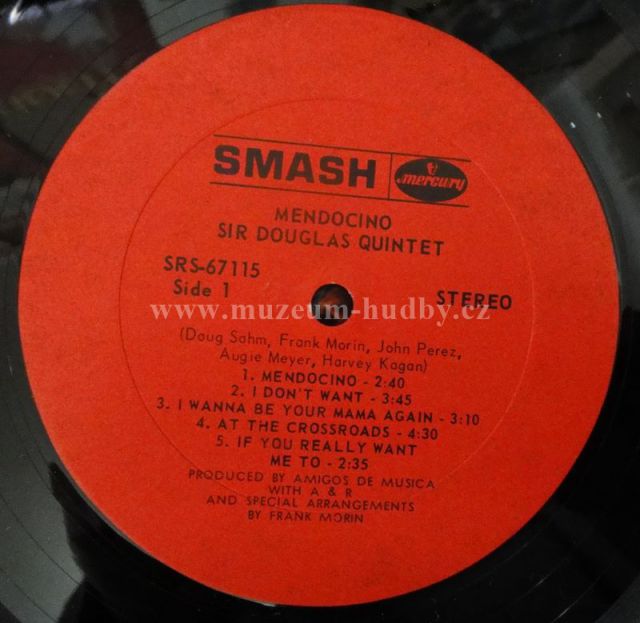 SMASH mercury
MENDOCINO
SIR DOUGLAS QUINTET
SRS-67115
Side 1
STEREO
www.muzeum-hudby.cz
(Doug Sahm, Frank Morin, John Perez,
Augie Meyer, Harvey Kagan)
1. MENDOCINO - 2:40
2. I DON'T WANT - 3:45
3. I WANNA BE YOUR MAMA AGAIN - 3:10
4. AT THE CROSSROADS - 4:30
5. IF YOU REALLY WANT
ME TO - 2:35
PRODUCED BY AMIGOS DE MUSICA
WITH A & R
AND SPECIAL ARRANGEMENTS
BY FRANK MORIN